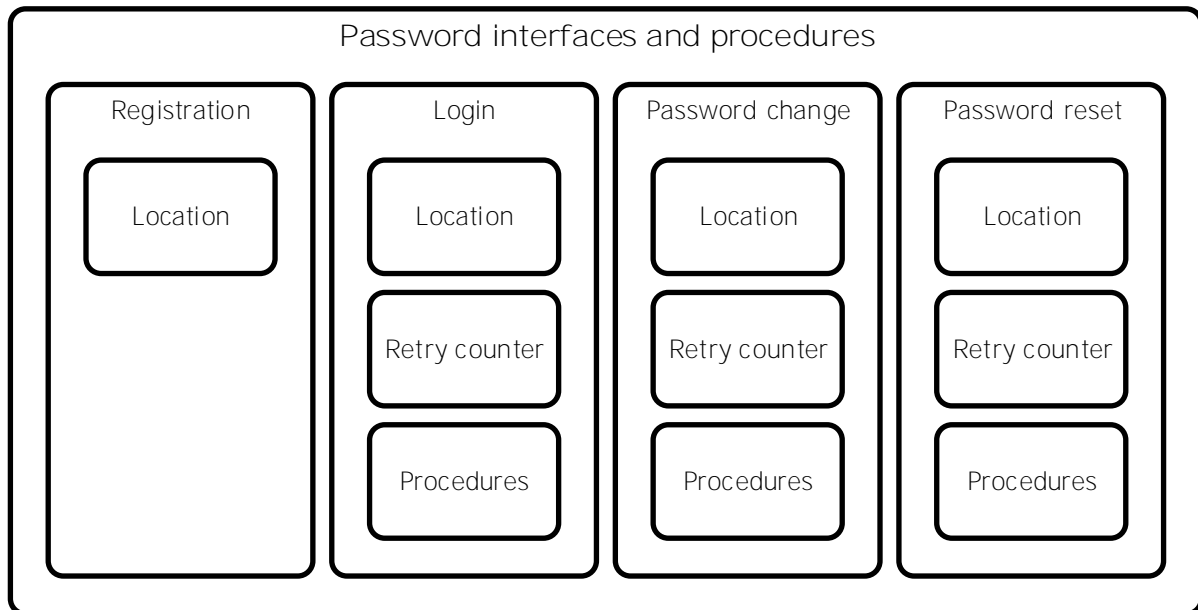 Password interfaces and procedures
Registration
Location
Login
Location
Retry counter
Procedures
Password change
Location
Retry counter
Procedures
Password reset
Location
Retry counter
Procedures